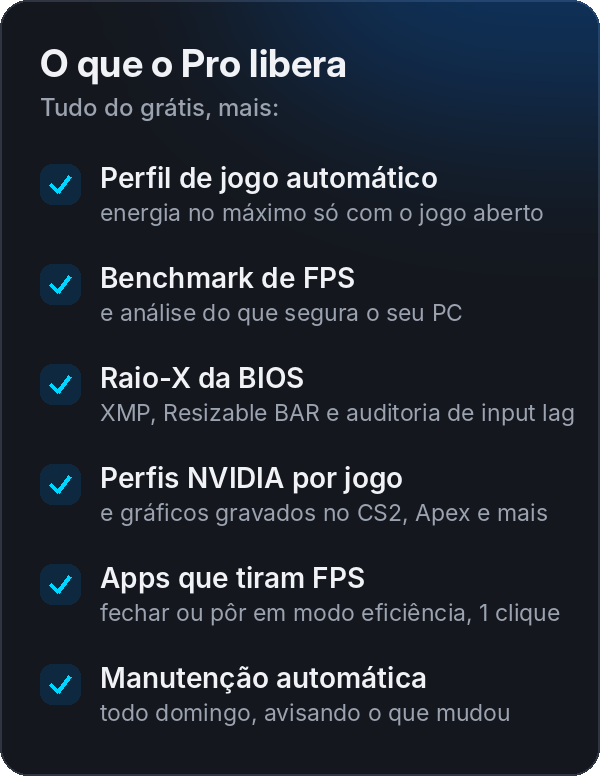 O que o Pro libera
Tudo do grátis, mais:
Perfil de jogo automático
energia no máximo só com o jogo aberto
Benchmark de FPS
e análise do que segura o seu PC
Raio-X da BIOS
XMP, Resizable BAR e auditoria de input lag
Perfis NVIDIA por jogo
e gráficos gravados no CS2, Apex e mais
Apps que tiram FPS
fechar ou pôr em modo eficiência, 1 clique
Manutenção automática
todo domingo, avisando o que mudou